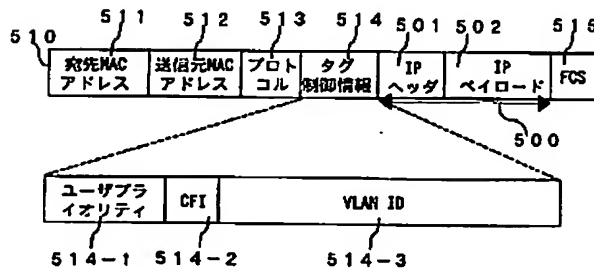 511 512 513 514 501 502 515
510
宛先MAC
アドレス
送信元MAC
アドレス
プロト
コル
タグ
制御情報
IP
ヘッダ
IP
ペイロード
FCS
500
ユーザプラ
イオリティ
CFI
VLAN ID
514-1 514-2 514-3